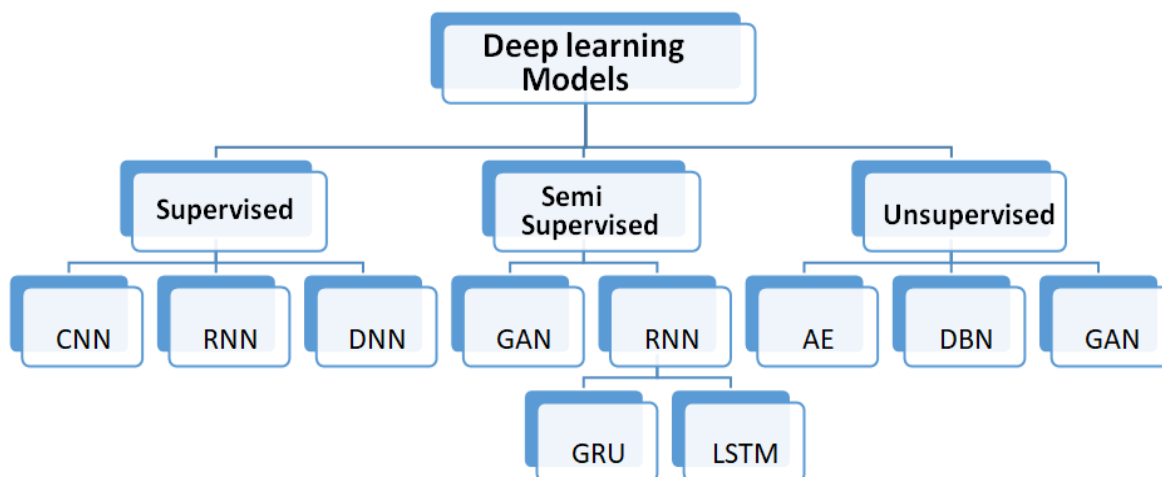 Deep learning
Models
Supervised
Semi
Supervised
Unsupervised
CNN
RNN
DNN
GAN
RNN
AE
DBN
GAN
GRU
LSTM